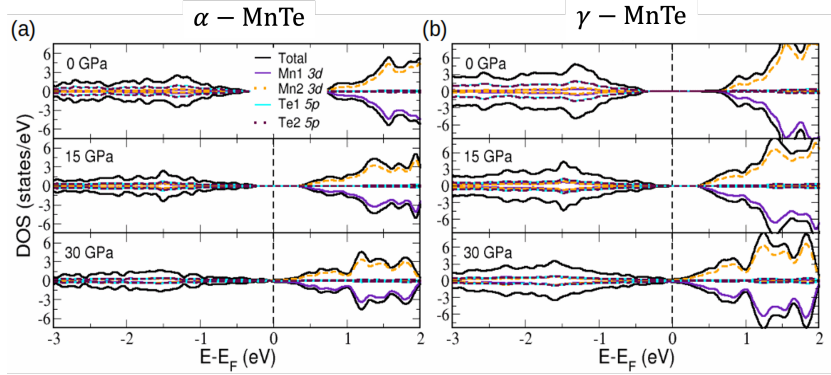 α − MnTe
γ − MnTe
(a)
(b)
DOS (states/eV)
6
3
0
-3
-6
0 GPa
Total
Mn1 3d
Mn2 3d
Te1 5p
Te2 5p
6
3
0
-3
-6
15 GPa
6
3
0
-3
-6
30 GPa
-3 -2 -1 0 1 2
E-EF (eV)
6
3
0
-3
-6
0 GPa
6
3
0
-3
-6
15 GPa
6
3
0
-3
-6
30 GPa
-3 -2 -1 0 1 2
E-EF (eV)